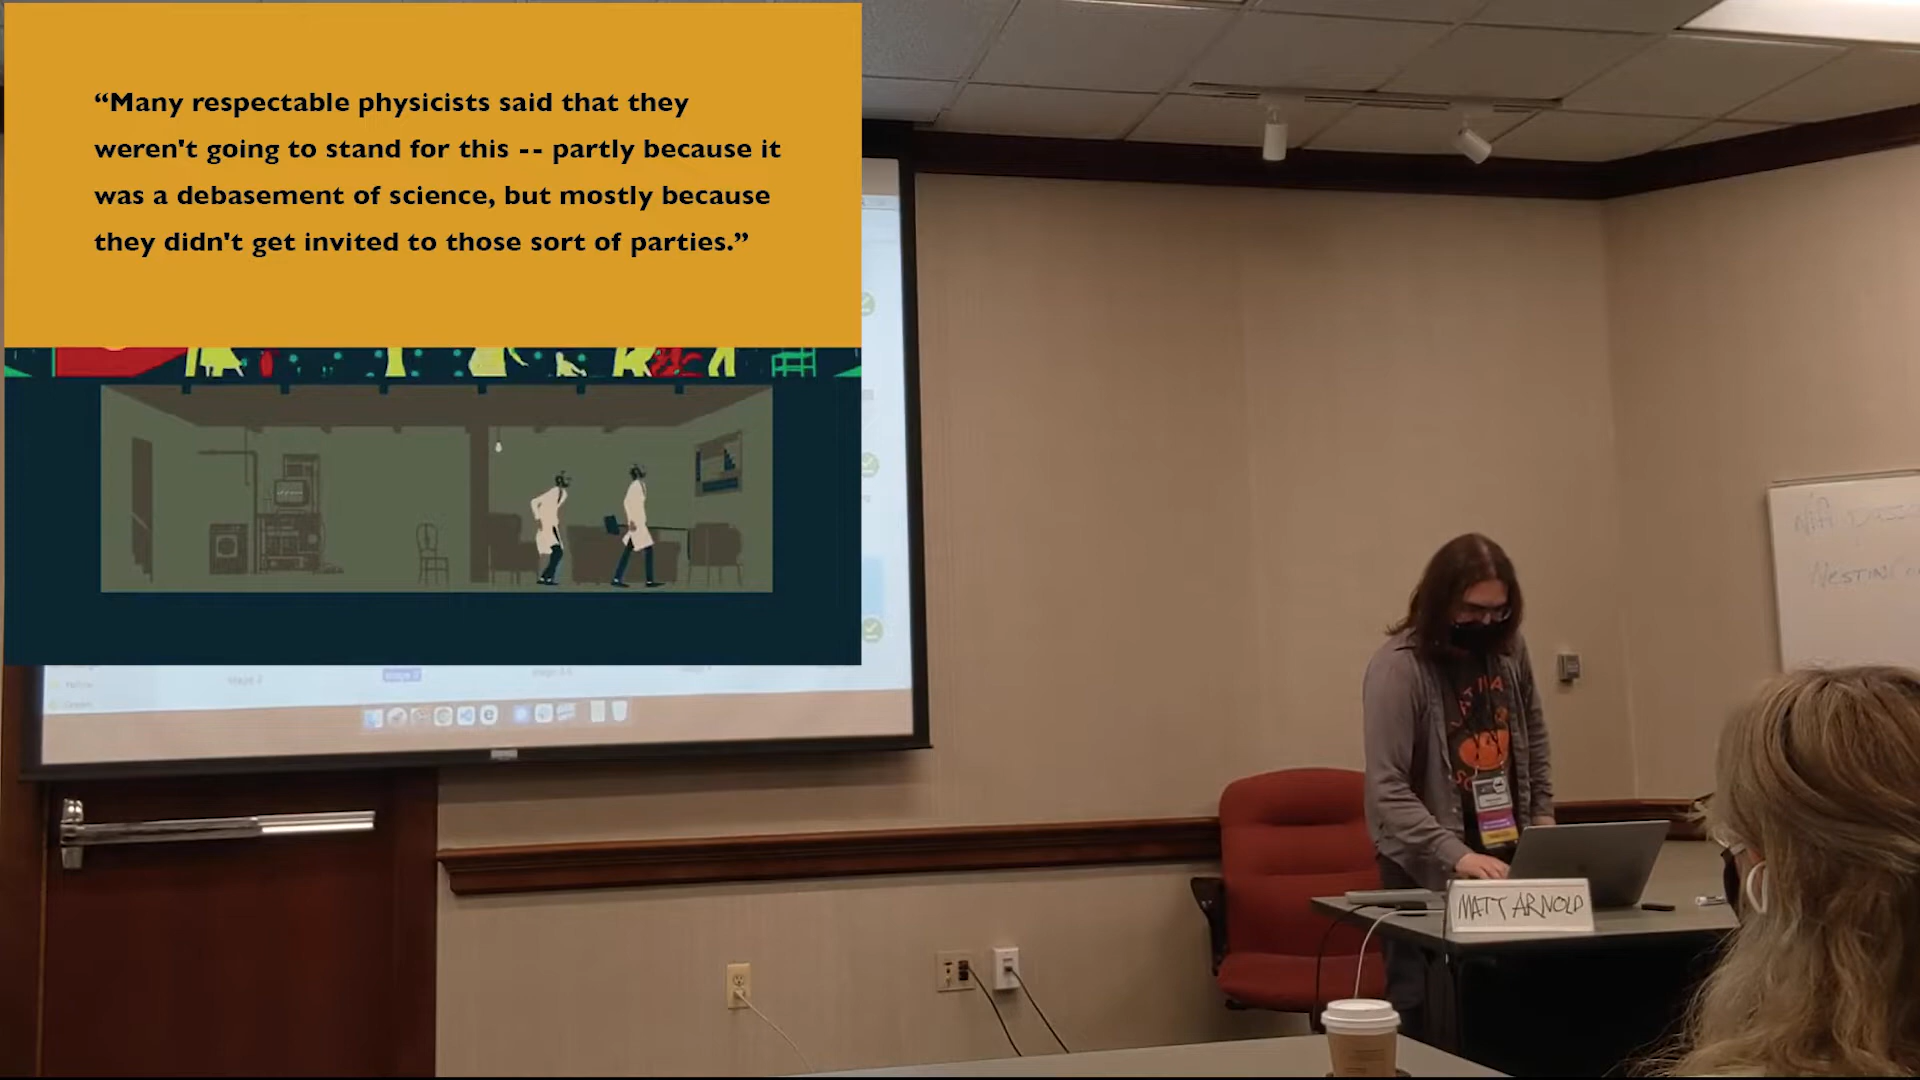 “Many respectable physicists said that they
weren't going to stand for this -- partly because it
was a debasement of science, but mostly because
they didn't get invited to those sort of parties.”
MATT ARNOLD